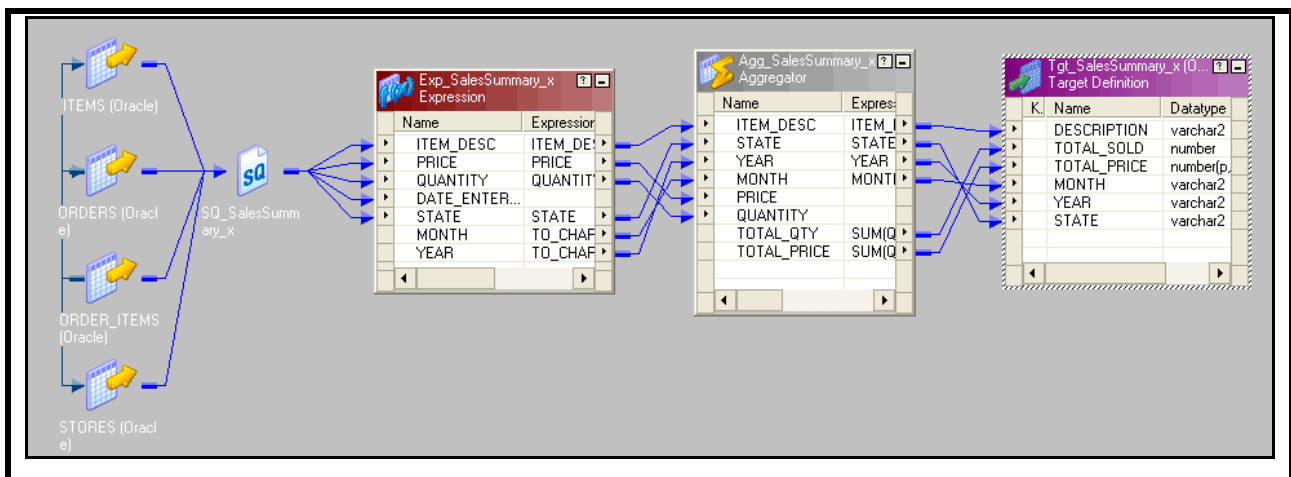 ITEMS (Oracle)
ORDERS (Oracl
e)
ORDER_ITEMS
(Oracle)
STORES (Oracl
e)
SQ
SQ_SalesSumm
ary_x
Exp_SalesSummary_x
Expression
Name Expression
ITEM_DESC ITEM_DES
PRICE PRICE
QUANTITY QUANTIT
DATE_ENTER...
STATE STATE
MONTH TO_CHAF
YEAR TO_CHAF
Agg_SalesSummary_x
Aggregator
Name Express
ITEM_DESC ITEM_I
STATE STATE
YEAR YEAR
MONTH MONTI
PRICE
QUANTITY
TOTAL_QTY SUM(Q
TOTAL_PRICE SUM(Q
Tgt_SalesSummary_x (O...
Target Definition
K. Name Datatype
DESCRIPTION varchar2
TOTAL_SOLD number
TOTAL_PRICE number(p,
MONTH varchar2
YEAR varchar2
STATE varchar2